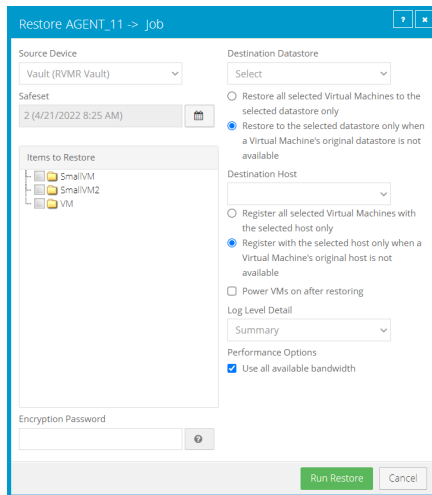 Restore AGENT_11 -> Job
?
×
Source Device
Vault (RVMR Vault)
Safeset
2 (4/21/2022 8:25 AM)
Items to Restore
SmallVM
SmallVM2
VM
Encryption Password
?
Destination Datastore
Select
Restore all selected Virtual Machines to the
selected datastore only
Restore to the selected datastore only when
a Virtual Machine's original datastore is not
available
Destination Host
Register all selected Virtual Machines with
the selected host only
Register with the selected host only when a
Virtual Machine's original host is not
available
Power VMs on after restoring
Log Level Detail
Summary
Performance Options
Use all available bandwidth
Run Restore
Cancel